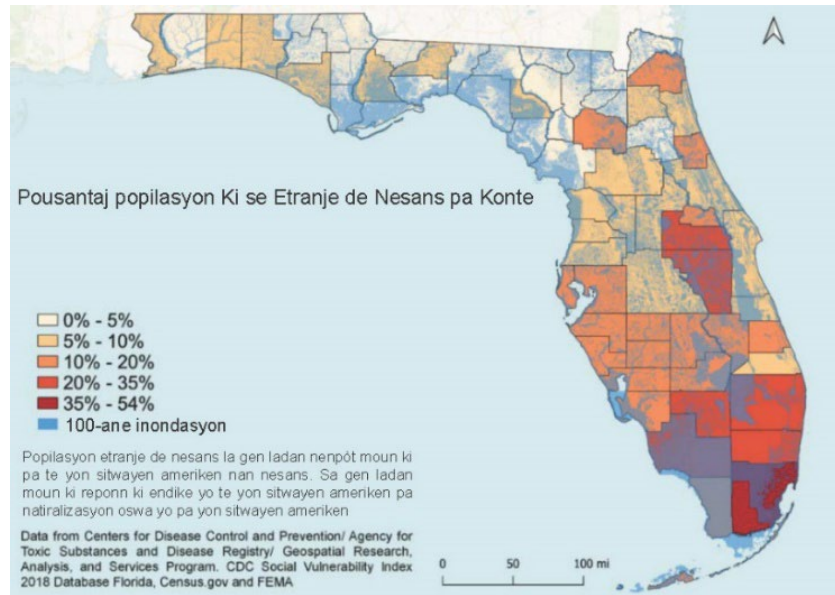 Pousantaj popilasyon Ki se Etranje de Nesans pa Konte
0% - 5%
5% - 10%
10% - 20%
20% - 35%
35% - 54%
100-ane inondasyon
Popilasyon etranje de nesans la gen ladan nenpòt moun ki
pa te yon sitwayen ameriken nan nesans. Sa gen ladan
moun ki reponn ki endike yo te yon sitwayen ameriken pa
natiralizasyon oswa yo pa yon sitwayen ameriken
Data from Centers for Disease Control and Prevention/ Agency for
Toxic Substances and Disease Registry/ Geospatial Research,
Analysis, and Services Program. CDC Social Vulnerability Index
2018 Database Florida, Census.gov and FEMA
0 50 100 mi